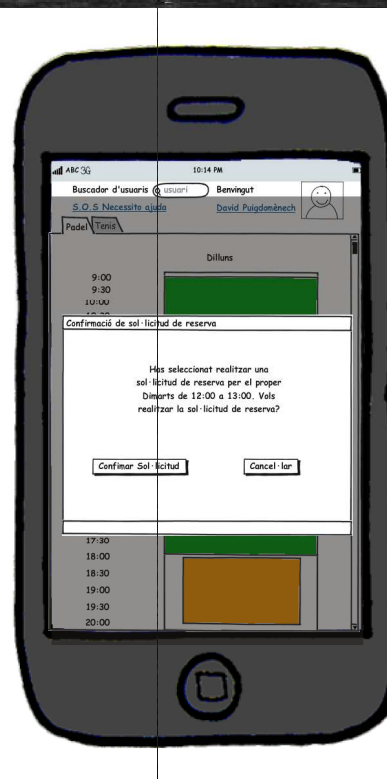 ABC 3G 10:14 PM
Buscador d'usuaris usuari Benvingut
S.O.S Necessito ajuda David Puigdomènech
Padel Tenis
Dilluns
9:00
9:30
10:00
10:30
Confirmació de sol·licitud de reserva
Has seleccionat realitzar una
sol·licitud de reserva per el proper
Dimarts de 12:00 a 13:00. Vols
realitzar la sol·licitud de reserva?
Confimar Sol·licitud Cancel·lar
17:30
18:00
18:30
19:00
19:30
20:00